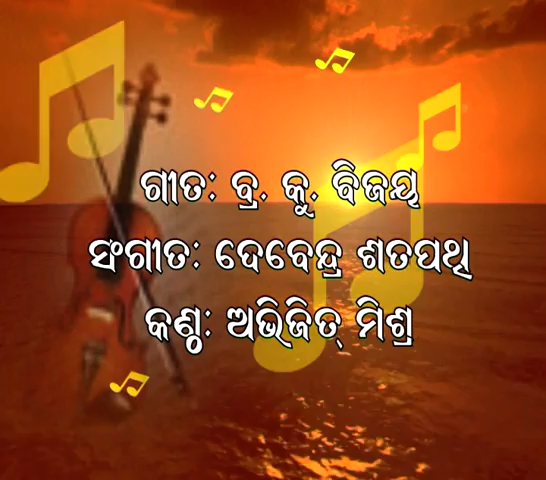 ଗୀତ: ବ୍ର. କୁ. ବିଜୟ
ସଂଗୀତ: ଦେବେନ୍ଦ୍ର ଶତପଥି
କଣ୍ଠ: ଅଭିଜିତ୍ ମିଶ୍ର